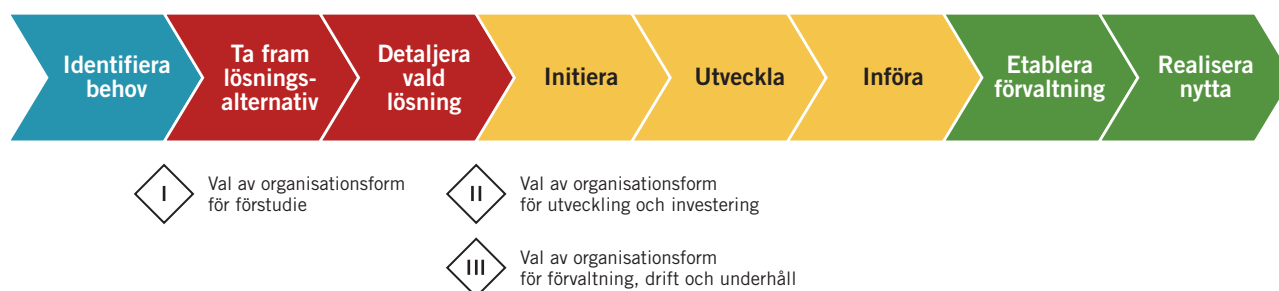 Identifiera
behov
Ta fram
lösnings-
alternativ
Detaljera
vald
lösning
Initiera
Utveckla
Införa
Etablera
förvaltning
Realisera
nytta
I
Val av organisationsform
för förstudie
II
Val av organisationsform
för utveckling och investering
III
Val av organisationsform
för förvaltning, drift och underhåll